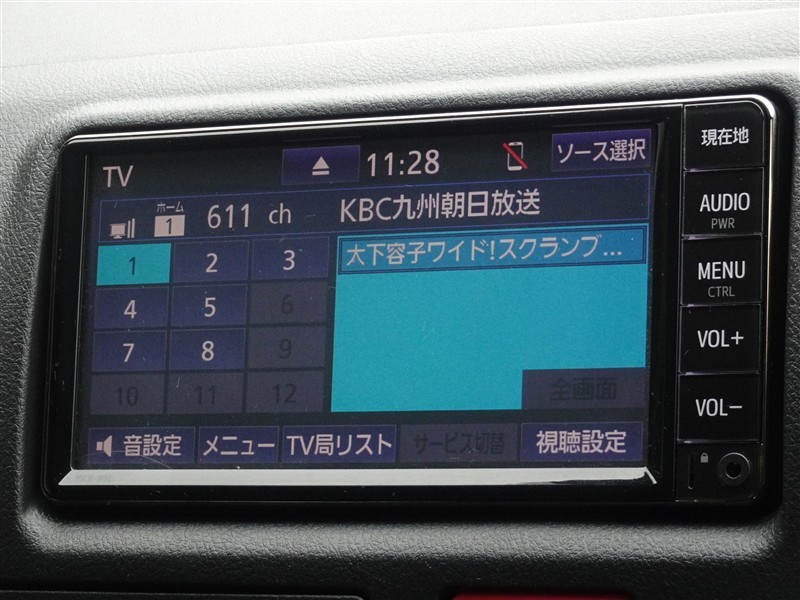 TV 11:28 ソース選択
ホーム
1 611 ch KBC九州朝日放送
大下容子ワイド!スクランブ...
1 2 3
4 5 6
7 8 9
10 11 12
全画面
音設定 メニュー TV局リスト サービス切替 視聴設定
現在地
AUDIO
PWR
MENU
CTRL
VOL+
VOL-